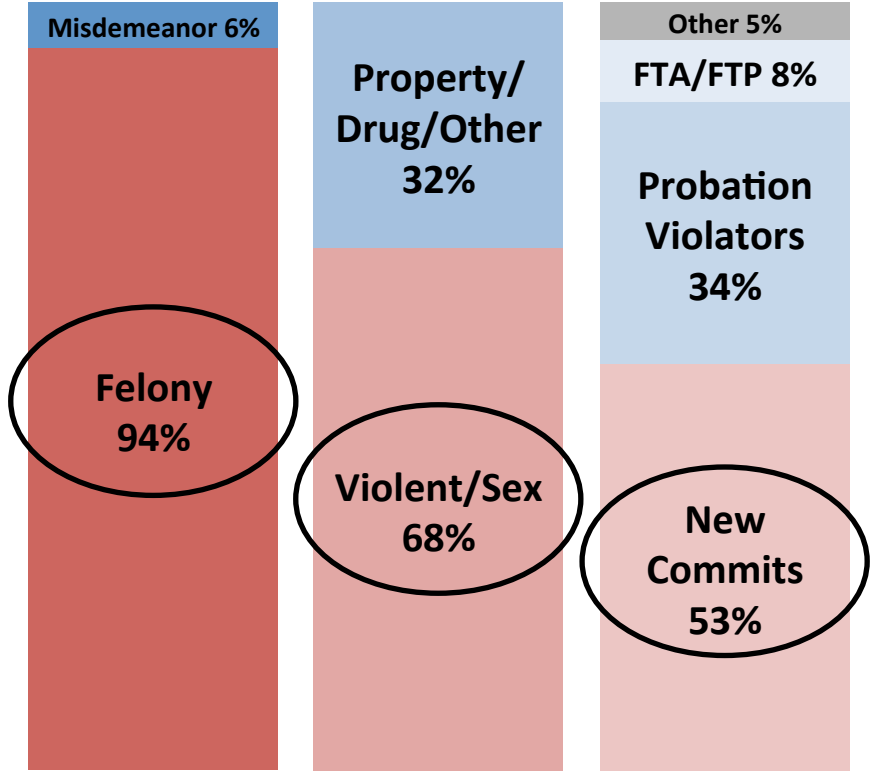 Misdemeanor 6%
Felony
94%
Property/
Drug/Other
32%
Violent/Sex
68%
Other 5%
FTA/FTP 8%
Probation
Violators
34%
New
Commits
53%